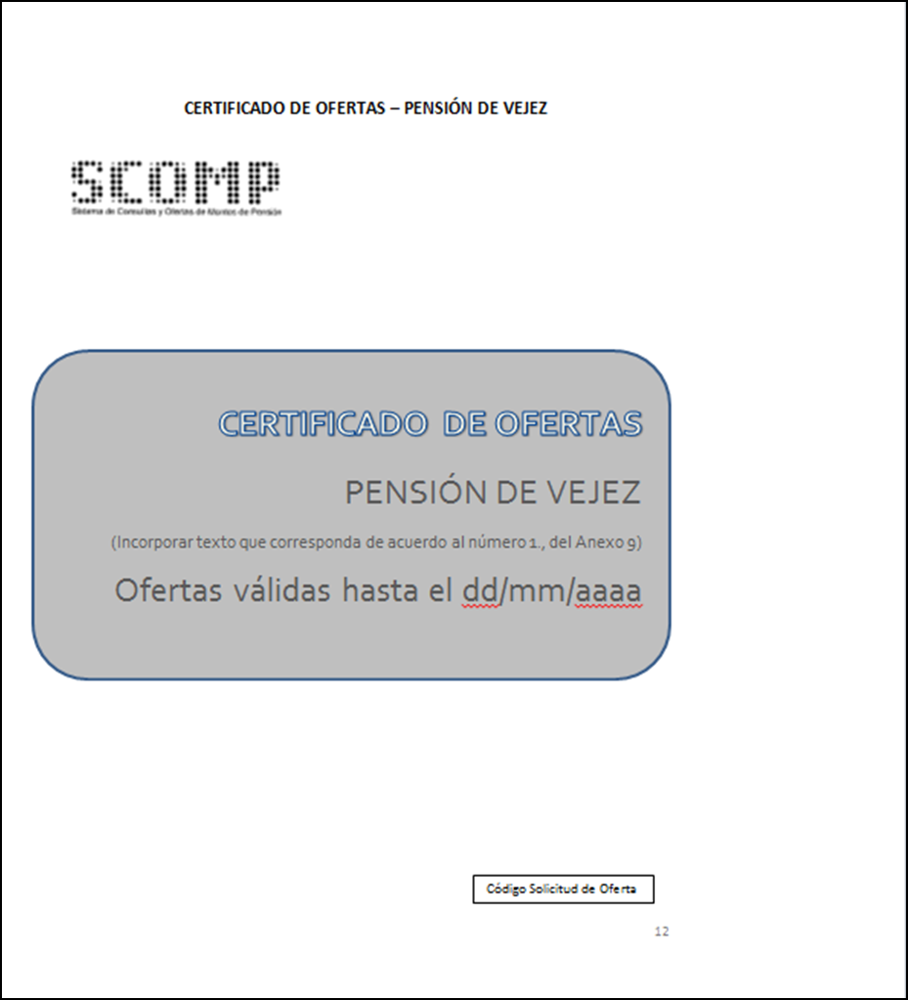 CERTIFICADO DE OFERTAS – PENSIÓN DE VEJEZ
SCOMP
Sistema de Consultas y Ofertas de Montos de Pensión
CERTIFICADO DE OFERTAS
PENSIÓN DE VEJEZ
(Incorporar texto que corresponda de acuerdo al número 1., del Anexo 9)
Ofertas válidas hasta el dd/mm/aaaa
Código Solicitud de Oferta
12